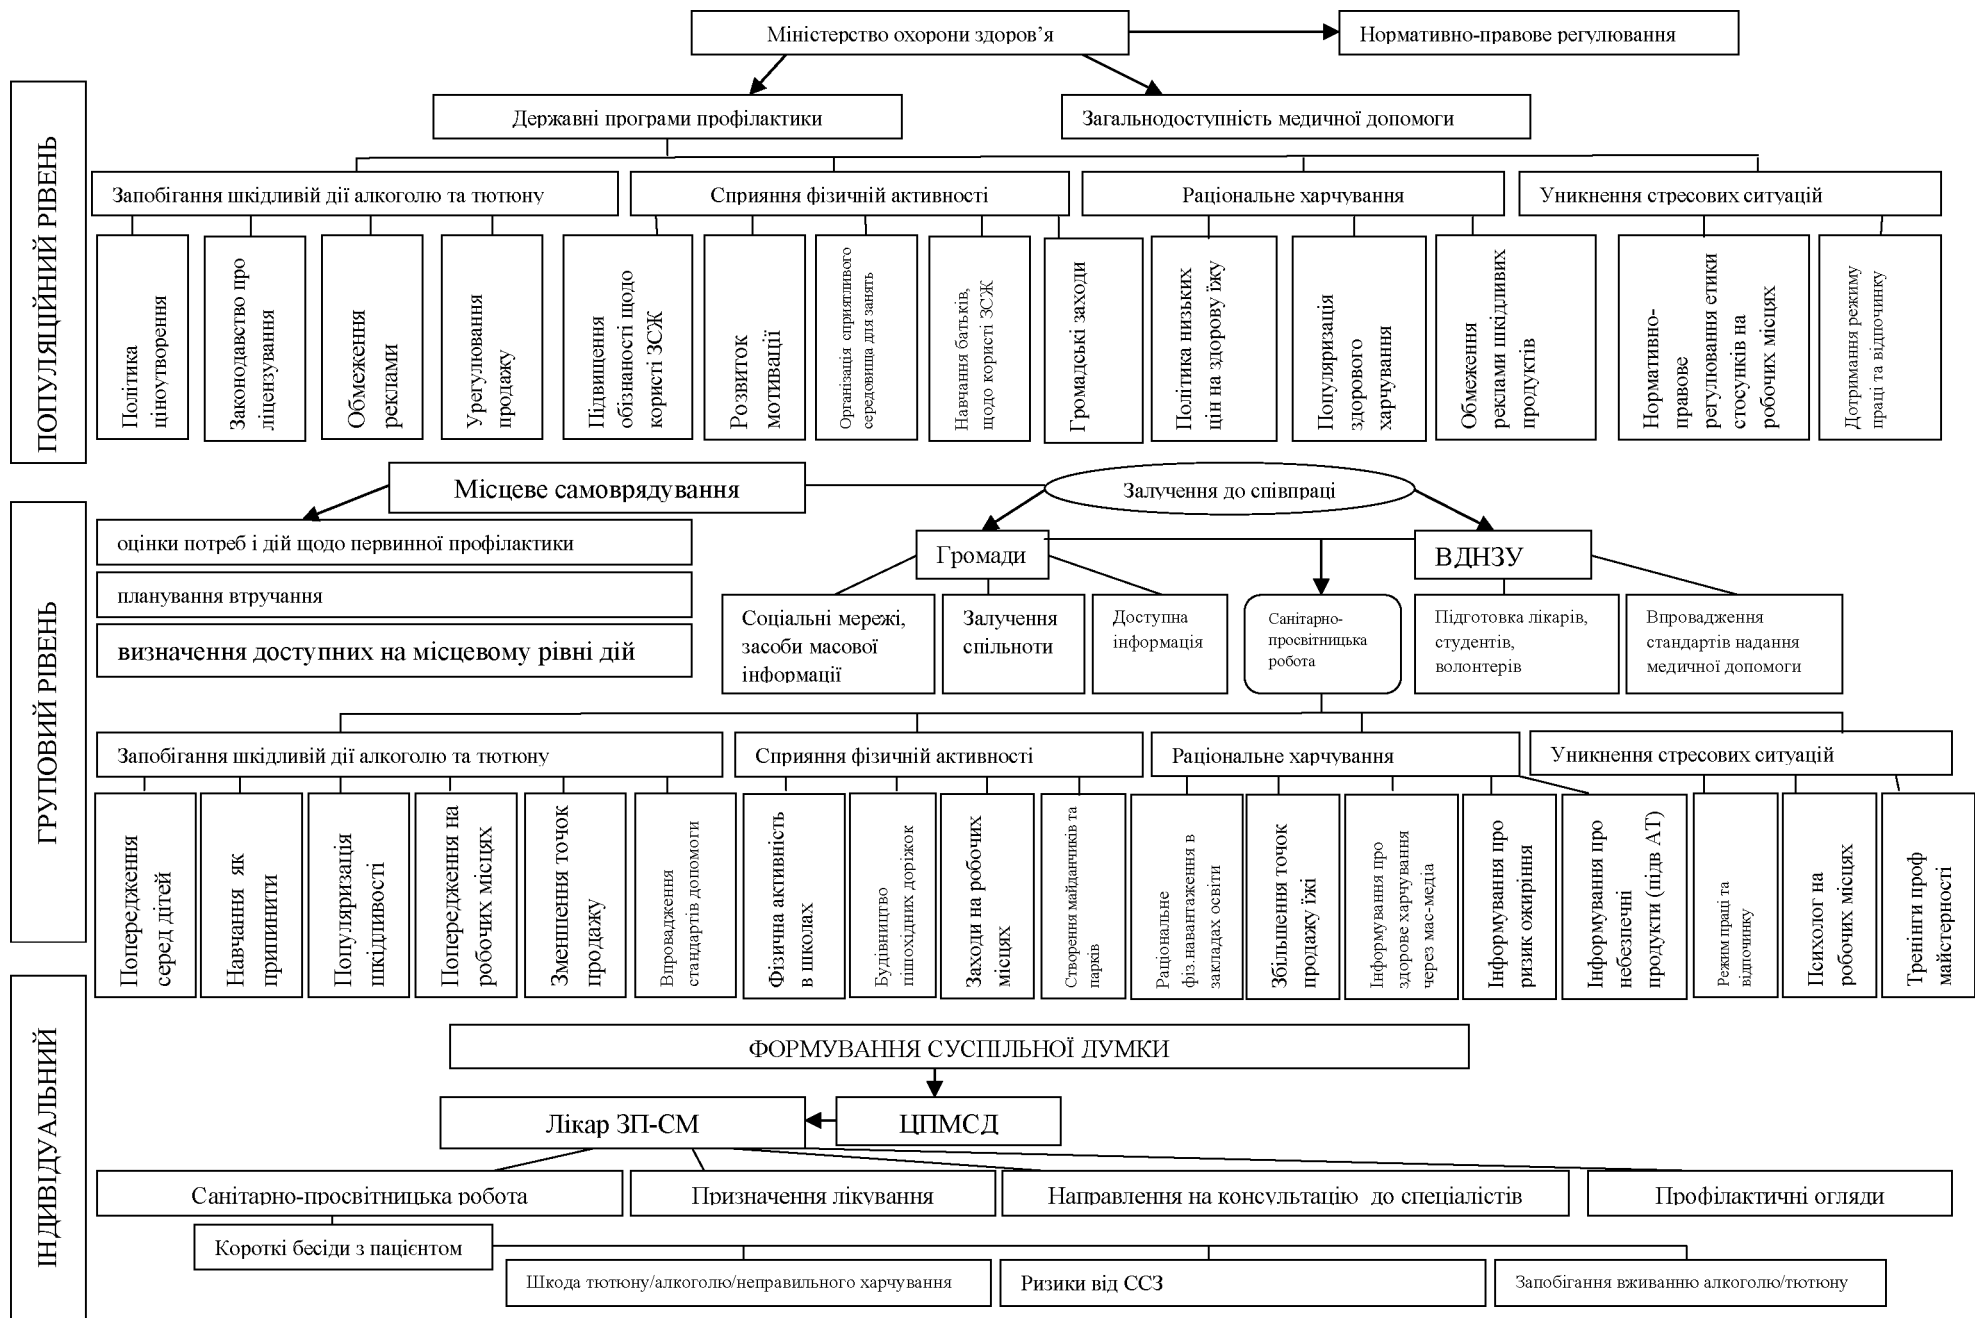 Міністерство охорони здоров’я
Нормативно-правове регулювання
ПОПУЛЯЦІЙНИЙ РІВЕНЬ
Державні програми профілактики
Загальнодоступність медичної допомоги
Запобігання шкідливій дії алкоголю та тютюну
Сприяння фізичній активності
Раціональне харчування
Уникнення стресових ситуацій
Політика
ціноутворення
Законодавство про
ліцензування
Обмеження
реклами
Урегулювання
продажу
Підвищення
обізнаності щодо
користі ЗСЖ
Розвиток
мотивації
Організація сприятливого
середовища для занять
Навчання батьків,
щодо користі ЗСЖ
Громадські заходи
Політика низьких
цін на здорову їжу
Популяризація
здорового
харчування
Обмеження
реклами шкідливих
продуктів
Нормативно-
правове
регулювання етики
стосунків на
робочих місцях
Дотримання режиму
праці та відпочинку
ГРУПОВИЙ РІВЕНЬ
Місцеве самоврядування
Залучення до співпраці
оцінки потреб і дій щодо первинної профілактики
планування втручання
визначення доступних на місцевому рівні дій
Громади
ВДНЗУ
Соціальні мережі,
засоби масової
інформації
Залучення
спільноти
Доступна
інформація
Санітарно-
просвітницька
робота
Підготовка лікарів,
студентів,
волонтерів
Впровадження
стандартів надання
медичної допомоги
Запобігання шкідливій дії алкоголю та тютюну
Сприяння фізичній активності
Раціональне харчування
Уникнення стресових ситуацій
Попередження
серед дітей
Навчання як
припинити
Популяризація
шкідливості
Попередження на
робочих місцях
Зменшення точок
продажу
Впровадження
стандартів допомоги
Фізична активність
в школах
Будівництво
пішохідних доріжок
Заходи на робочих
місцях
Створення майданчиків та
парків
Раціональне
фіз.навантаження в
закладах освіти
Збільшення точок
продажу їжі
Інформування про
здорове харчування
через мас-медіа
Інформування про
ризик ожиріння
Інформування про
небезпечні
продукти (підв АТ)
Режим праці та
відпочинку
Психолог на
робочих місцях
Тренінги проф
майстерності
ІНДИВІДУАЛЬНИЙ
ФОРМУВАННЯ СУСПІЛЬНОЇ ДУМКИ
Лікар ЗП-СМ
ЦПМСД
Санітарно-просвітницька робота
Призначення лікування
Направлення на консультацію до спеціалістів
Профілактичні огляди
Короткі бесіди з пацієнтом
Шкода тютюну/алкоголю/неправильного харчування
Ризики від ССЗ
Запобігання вживанню алкоголю/тютюну